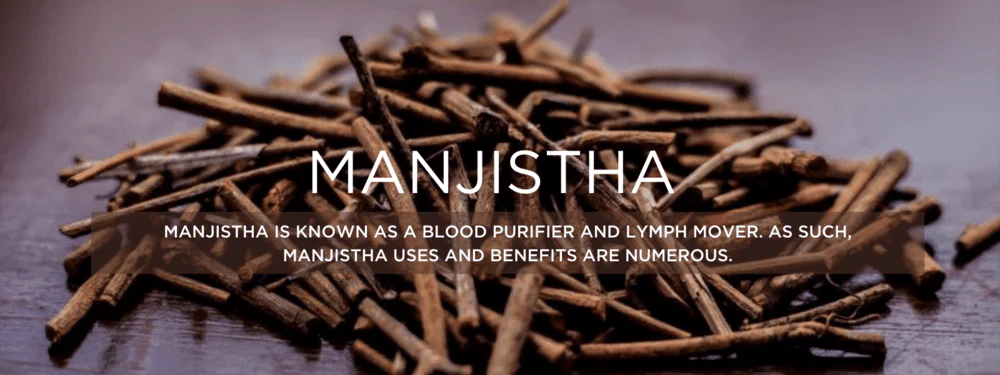 MANJISTHA
MANJISTHA IS KNOWN AS A BLOOD PURIFIER AND LYMPH MOVER. AS SUCH,
MANJISTHA USES AND BENEFITS ARE NUMEROUS.